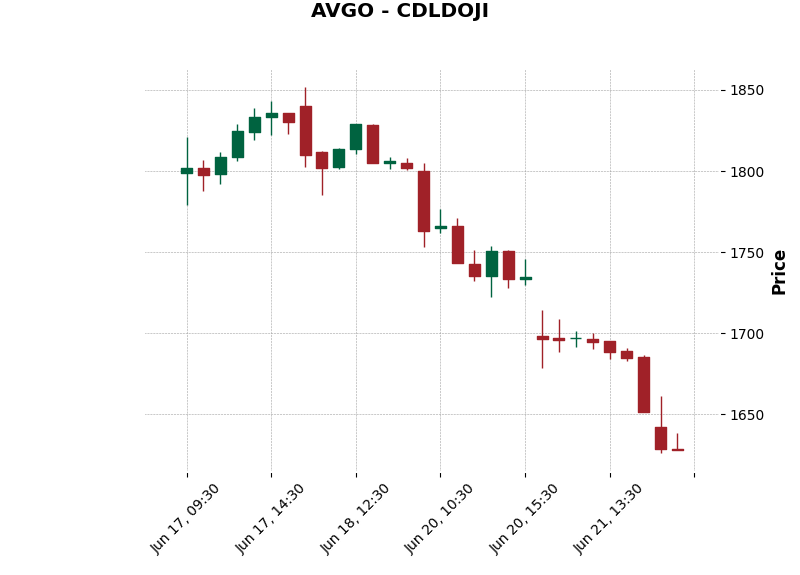 AVGO - CDLDOJI
1850
1800
1750
1700
1650
Price
Jun 17, 09:30
Jun 17, 14:30
Jun 18, 12:30
Jun 20, 10:30
Jun 20, 15:30
Jun 21, 13:30